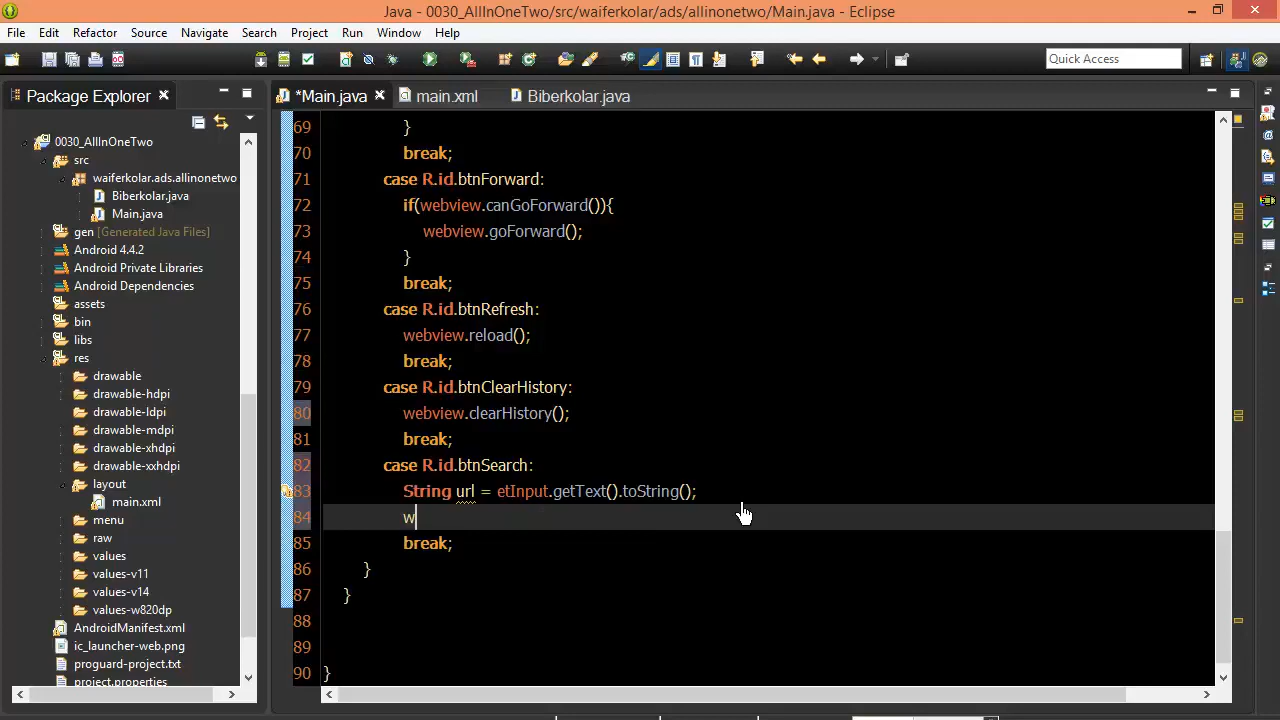 Java - 0030_AllInOneTwo/src/waiferkolar/ads/allinonetwo/Main.java - Eclipse
File Edit Refactor Source Navigate Search Project Run Window Help
Quick Access
Package Explorer
*Main.java main.xml Biberkolar.java
0030_AllInOneTwo
src
waiferkolar.ads.allinonetwo
Biberkolar.java
Main.java
gen [Generated Java Files]
Android 4.4.2
Android Private Libraries
Android Dependencies
assets
bin
libs
res
drawable
drawable-hdpi
drawable-ldpi
drawable-mdpi
drawable-xhdpi
drawable-xxhdpi
layout
main.xml
menu
raw
values
values-v11
values-v14
values-w820dp
AndroidManifest.xml
ic_launcher-web.png
proguard-project.txt
project.properties
69 }
70 break;
71 case R.id.btnForward:
72 if(webview.canGoForward()){
73 webview.goForward();
74 }
75 break;
76 case R.id.btnRefresh:
77 webview.reload();
78 break;
79 case R.id.btnClearHistory:
80 webview.clearHistory();
81 break;
82 case R.id.btnSearch:
83 String url = etInput.getText().toString();
84 w
85 break;
86 }
87 }
88
89
90 }